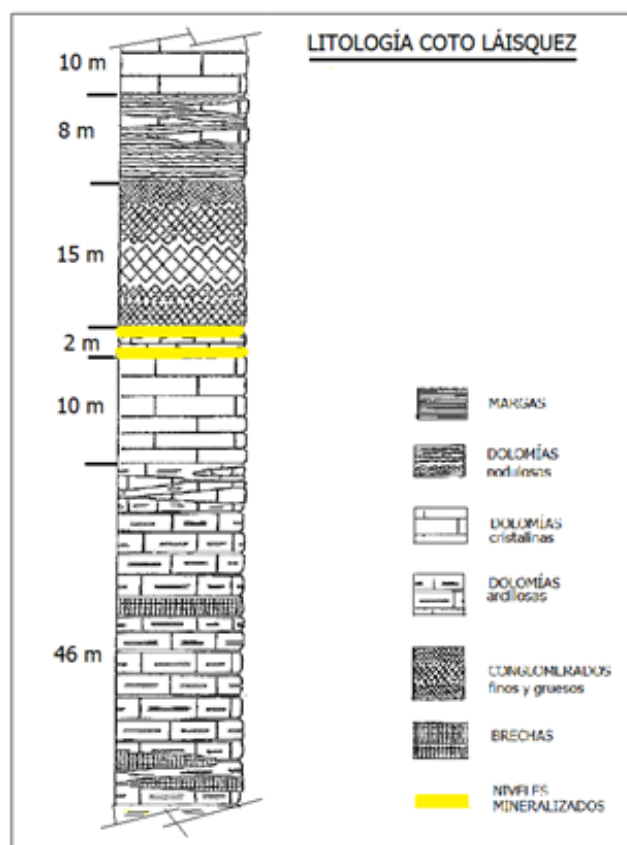 LITOLOGÍA COTO LÁISQUEZ
10 m
8 m
15 m
2 m
10 m
46 m
MARGAS
DOLOMÍAS
nodulosas
DOLOMÍAS
cristalinas
DOLOMÍAS
arcillosas
CONGLOMERADOS
finos y gruesos
BRECHAS
NIVELES
MINERALIZADOS